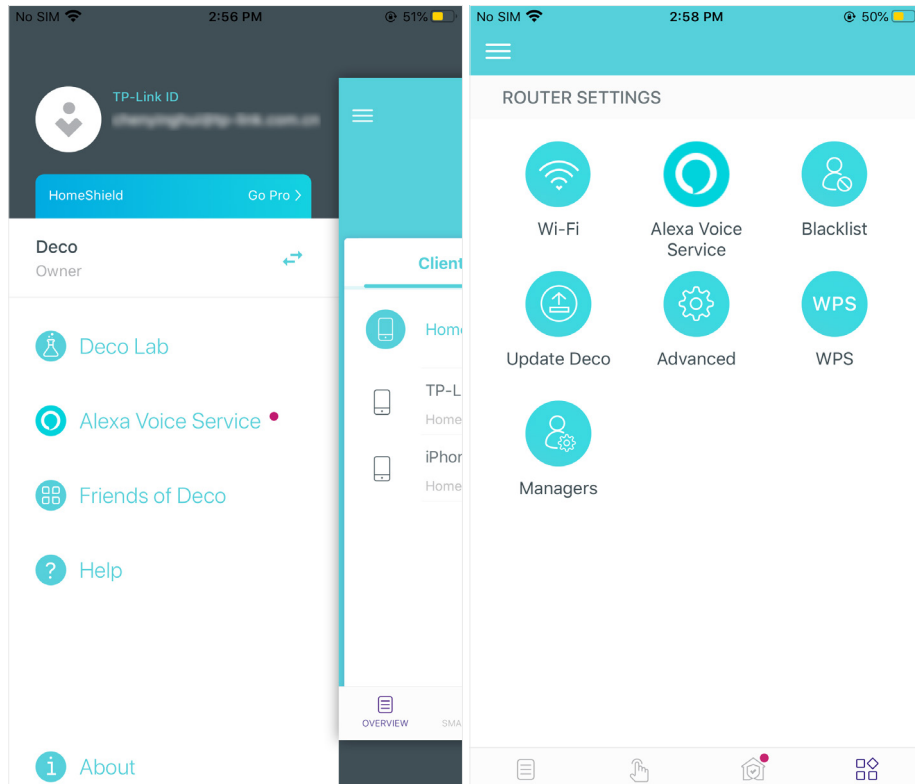 No SIM 2:56 PM 51%
TP-Link ID
HomeShield Go Pro >
Deco
Owner
Deco Lab
Alexa Voice Service
Friends of Deco
Help
About
Client
Home
TP-L
Home
iPhon
Home
OVERVIEW SMA
No SIM 2:58 PM 50%
ROUTER SETTINGS
Wi-Fi
Alexa Voice
Service
Blacklist
Update Deco
Advanced
WPS
WPS
Managers